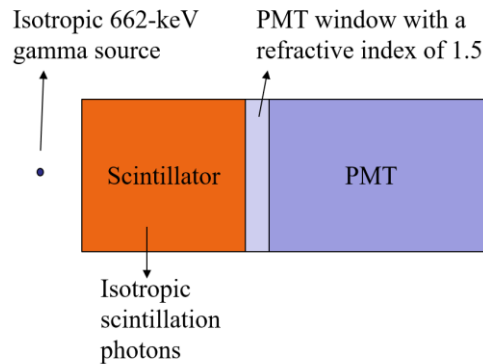 Isotropic 662-keV
gamma source
PMT window with a
refractive index of 1.5
Scintillator
PMT
Isotropic
scintillation
photons